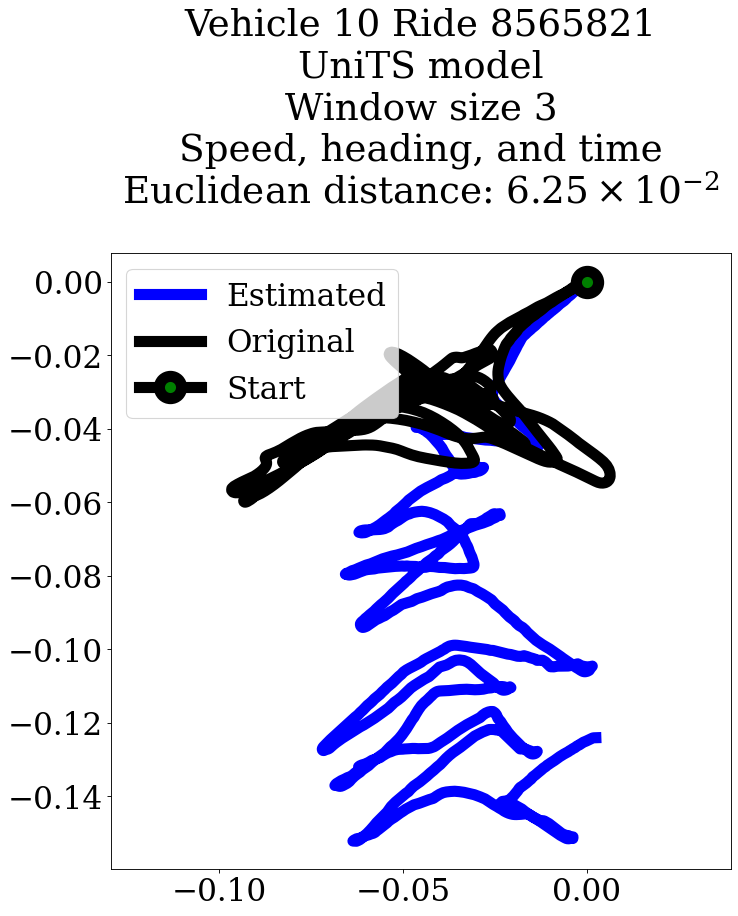 Vehicle 10 Ride 8565821
UniTS model
Window size 3
Speed, heading, and time
Euclidean distance: 6.25 × 10⁻²
Estimated
Original
Start
0.00
−0.02
−0.04
−0.06
−0.08
−0.10
−0.12
−0.14
−0.10
−0.05
0.00